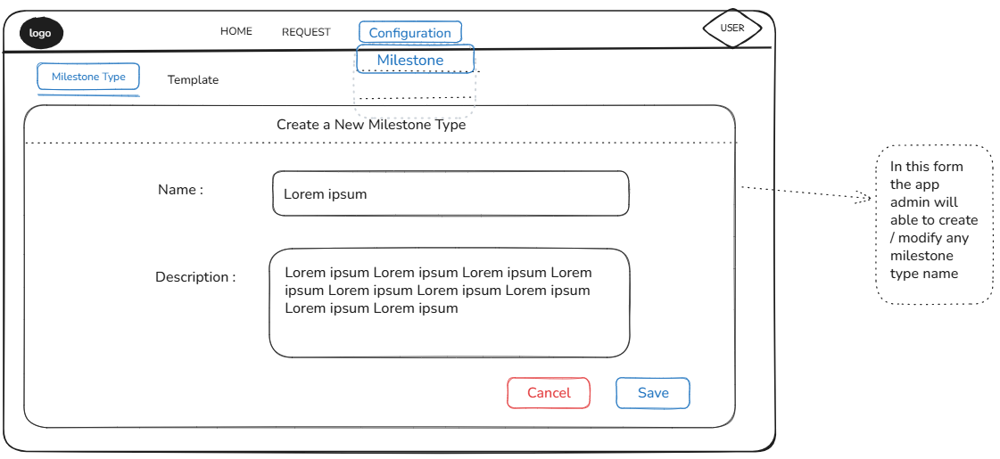 logo
HOME
REQUEST
Configuration
USER
Milestone
Milestone Type
Template
Create a New Milestone Type
Name :
Lorem ipsum
Description :
Lorem ipsum Lorem ipsum Lorem ipsum Lorem
ipsum Lorem ipsum Lorem ipsum Lorem ipsum
Lorem ipsum Lorem ipsum
Cancel
Save
In this form
the app
admin will
able to create
/ modify any
milestone
type name